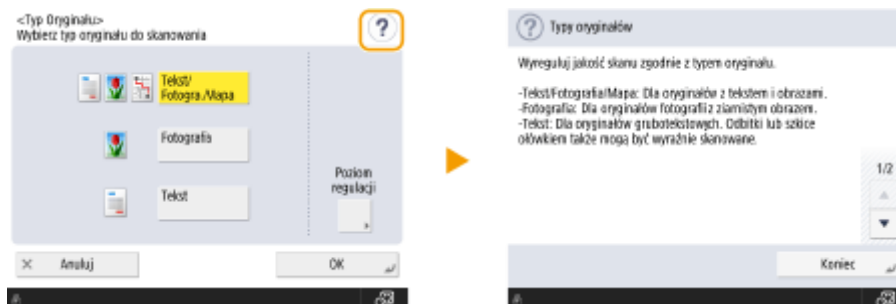 <Typ Oryginału>
Wybierz typ oryginału do skanowania
?
Tekst/
Fotogra./Mapa
Fotografia
Tekst
Poziom
regulacji
Anuluj
OK
? Typy oryginałów
Wyreguluj jakość skanu zgodnie z typem oryginału.
-Tekst/Fotografia/Mapa: Dla oryginałów z tekstem i obrazami.
-Fotografia: Dla oryginałów fotografii z ziarnistym obrazem.
-Tekst: Dla oryginałów grubotekstowych. Odbitki lub szkice
ołówkiem także mogą być wyraźnie skanowane.
1/2
Koniec